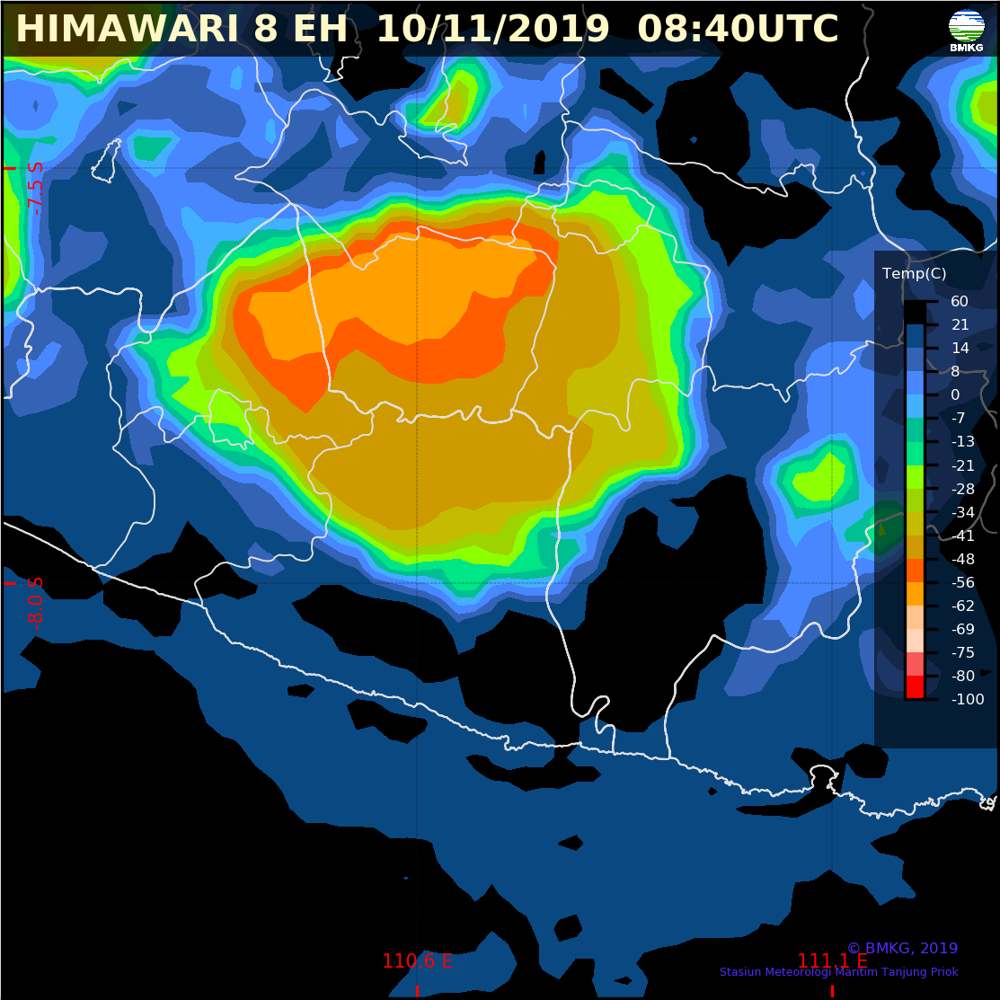 HIMAWARI 8 EH 10/11/2019 08:40UTC
BMKG
-7.5 S
Temp(C)
60
21
14
8
0
-7
-13
-21
-28
-34
-41
-48
-56
-62
-69
-75
-80
-100
-8.0 S
© BMKG, 2019
110.6 E
111.1 E
Stasiun Meteorologi Maritim Tanjung Priok